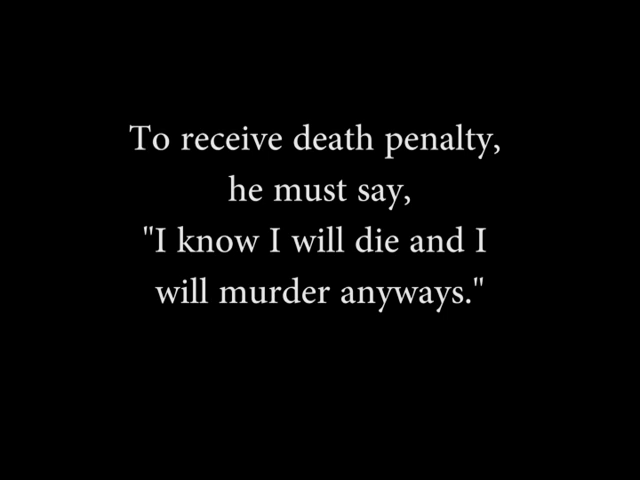 To receive death penalty,
he must say,
"I know I will die and I
will murder anyways."